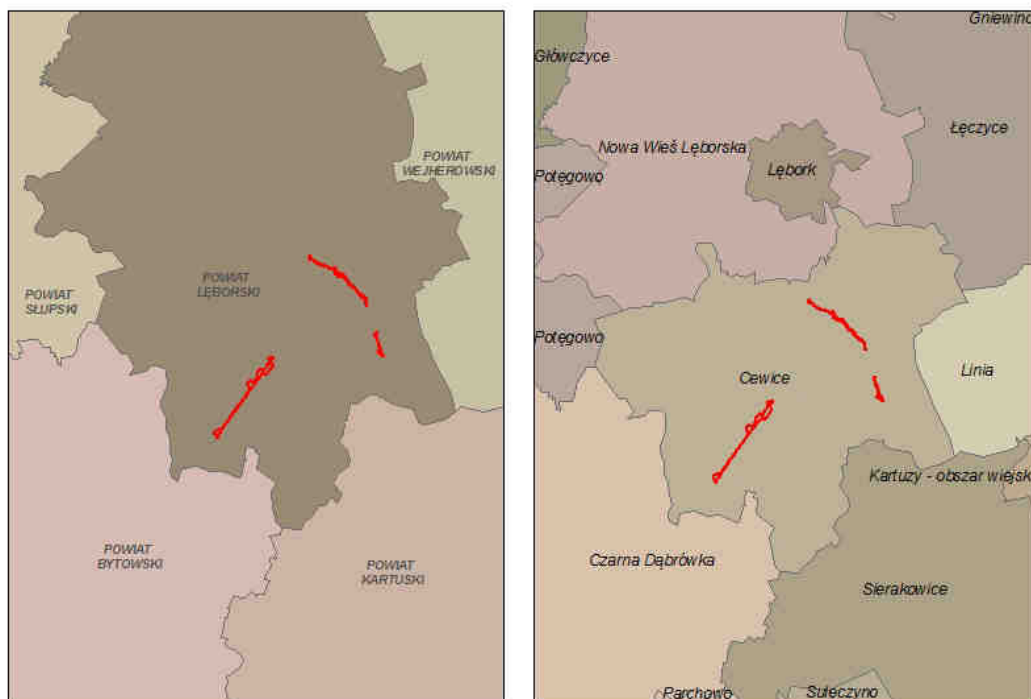 POWIAT
WEJHEROWSKI
POWIAT
LĘBORSKI
POWIAT
SŁUPSKI
POWIAT
BYTOWSKI
POWIAT
KARTUSKI
Gniewino
Główczyce
Łęczyce
Nowa Wieś Lęborska
Lębork
Potęgowo
Potęgowo
Cewice
Linia
Kartuzy - obszar wiejsk
Czarna Dąbrówka
Sierakowice
Parchowo
Sulęczyno